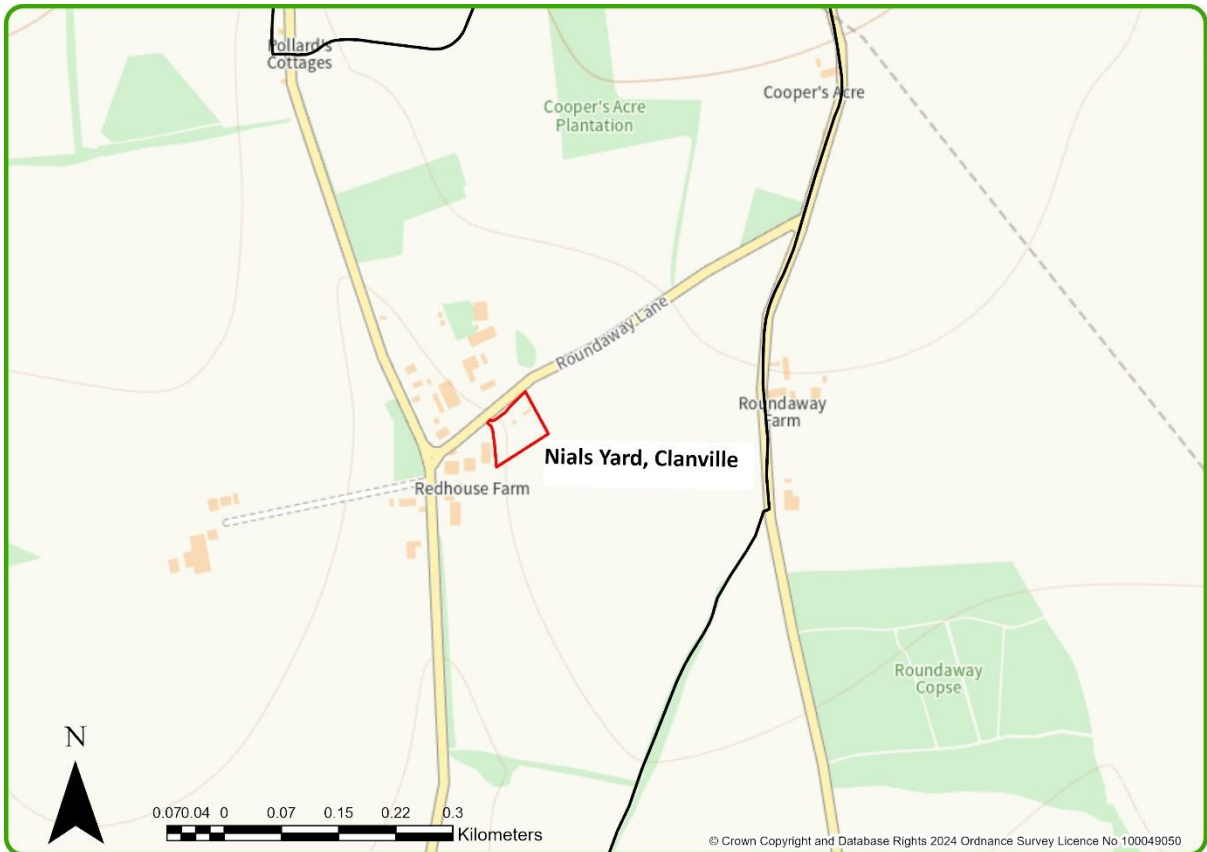 Pollard's
Cottages
Cooper's Acre
Cooper's Acre
Plantation
Roundaway Lane
Roundaway
Farm
Nials Yard, Clanville
Redhouse Farm
Roundaway
Copse
N
0.070.04 0 0.07 0.15 0.22 0.3
Kilometers
© Crown Copyright and Database Rights 2024 Ordnance Survey Licence No 100049050